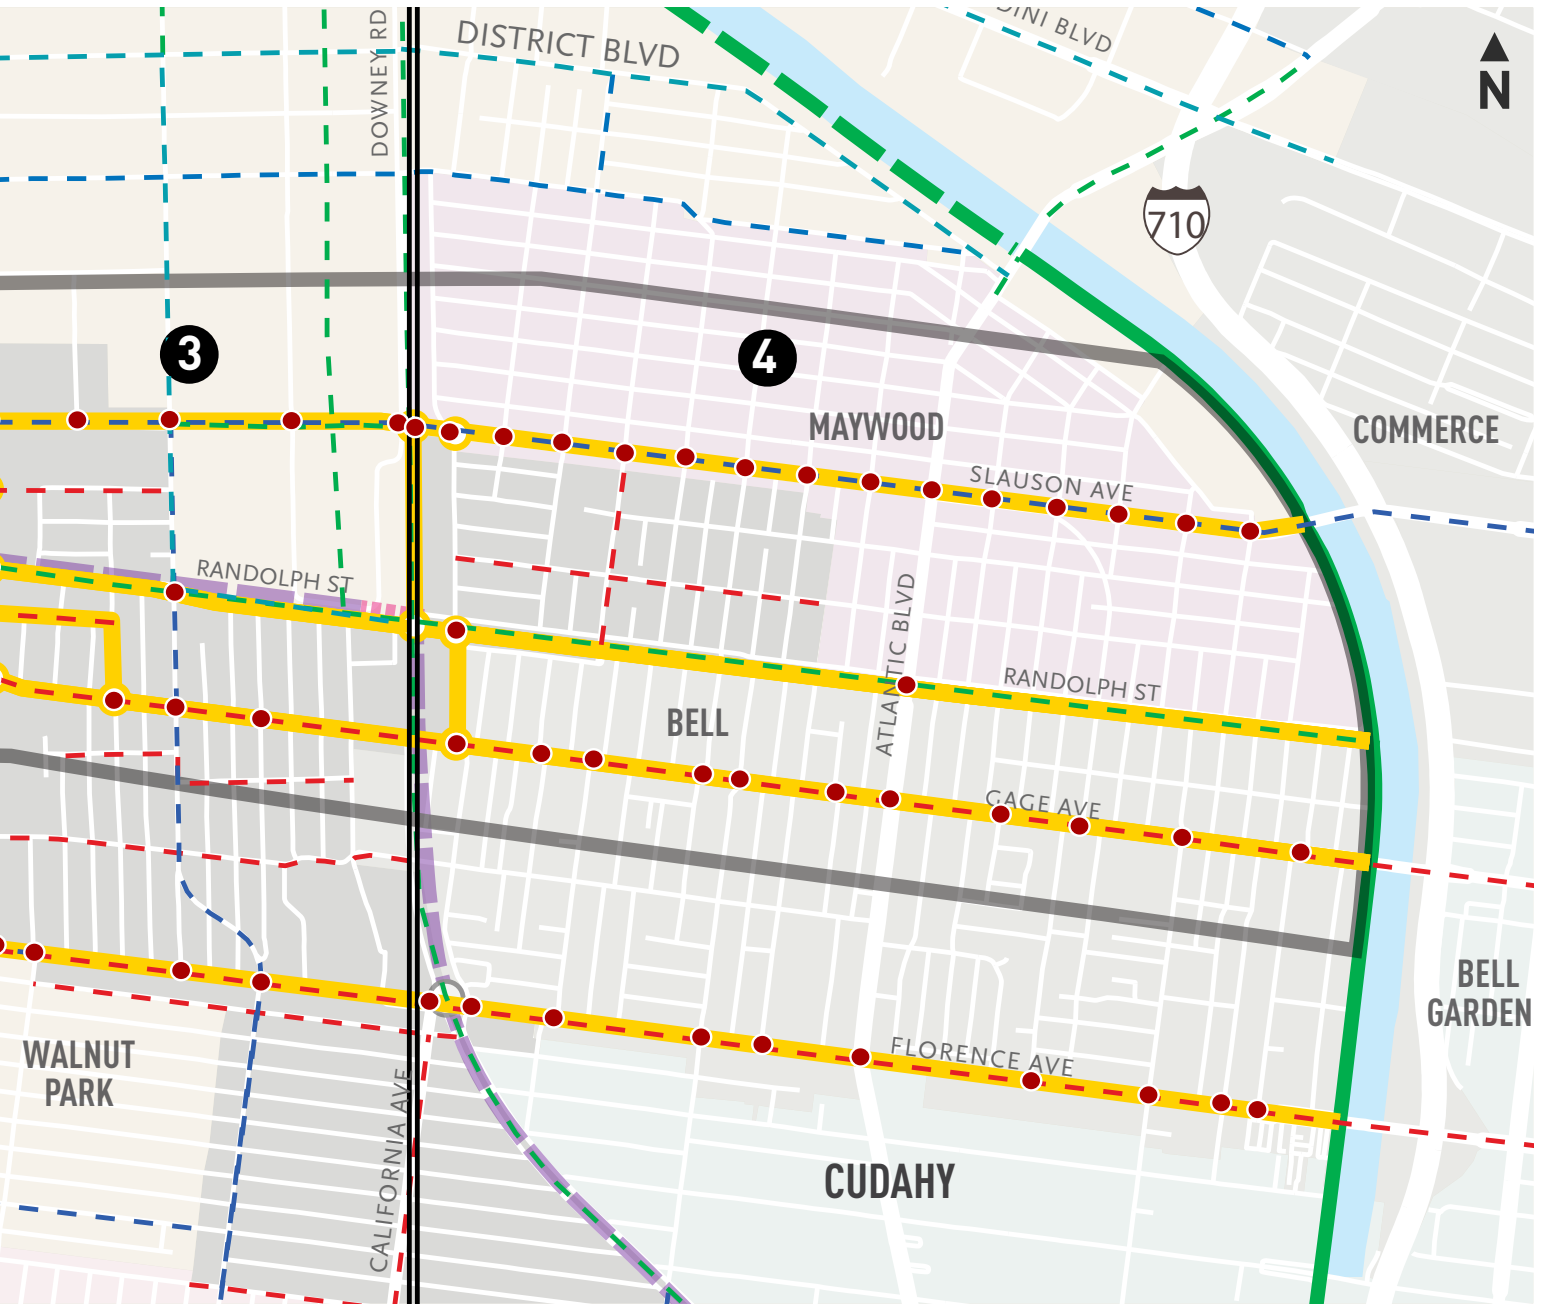 DINI BLVD
DOWNEY RD
DISTRICT BLVD
N
710
3
4
MAYWOOD
COMMERCE
SLAUSON AVE
RANDOLPH ST
ATLANTIC BLVD
RANDOLPH ST
BELL
GAGE AVE
BELL
GARDEN
WALNUT
PARK
FLORENCE AVE
CALIFORNIA AVE
CUDAHY